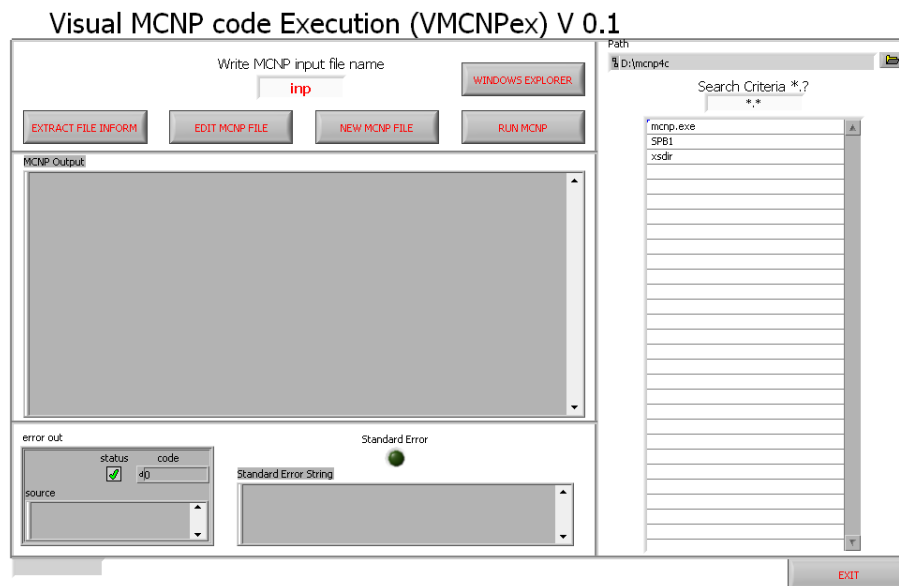 Visual MCNP code Execution (VMCNPex) V 0.1
Write MCNP input file name
inp
WINDOWS EXPLORER
EXTRACT FILE INFORM
EDIT MCNP FILE
NEW MCNP FILE
RUN MCNP
MCNP Output
error out
status
code
d0
source
Standard Error
Standard Error String
Path
D:\mcnp4c
Search Criteria *.?
*.*
mcnp.exe
SPB1
xsdir
EXIT